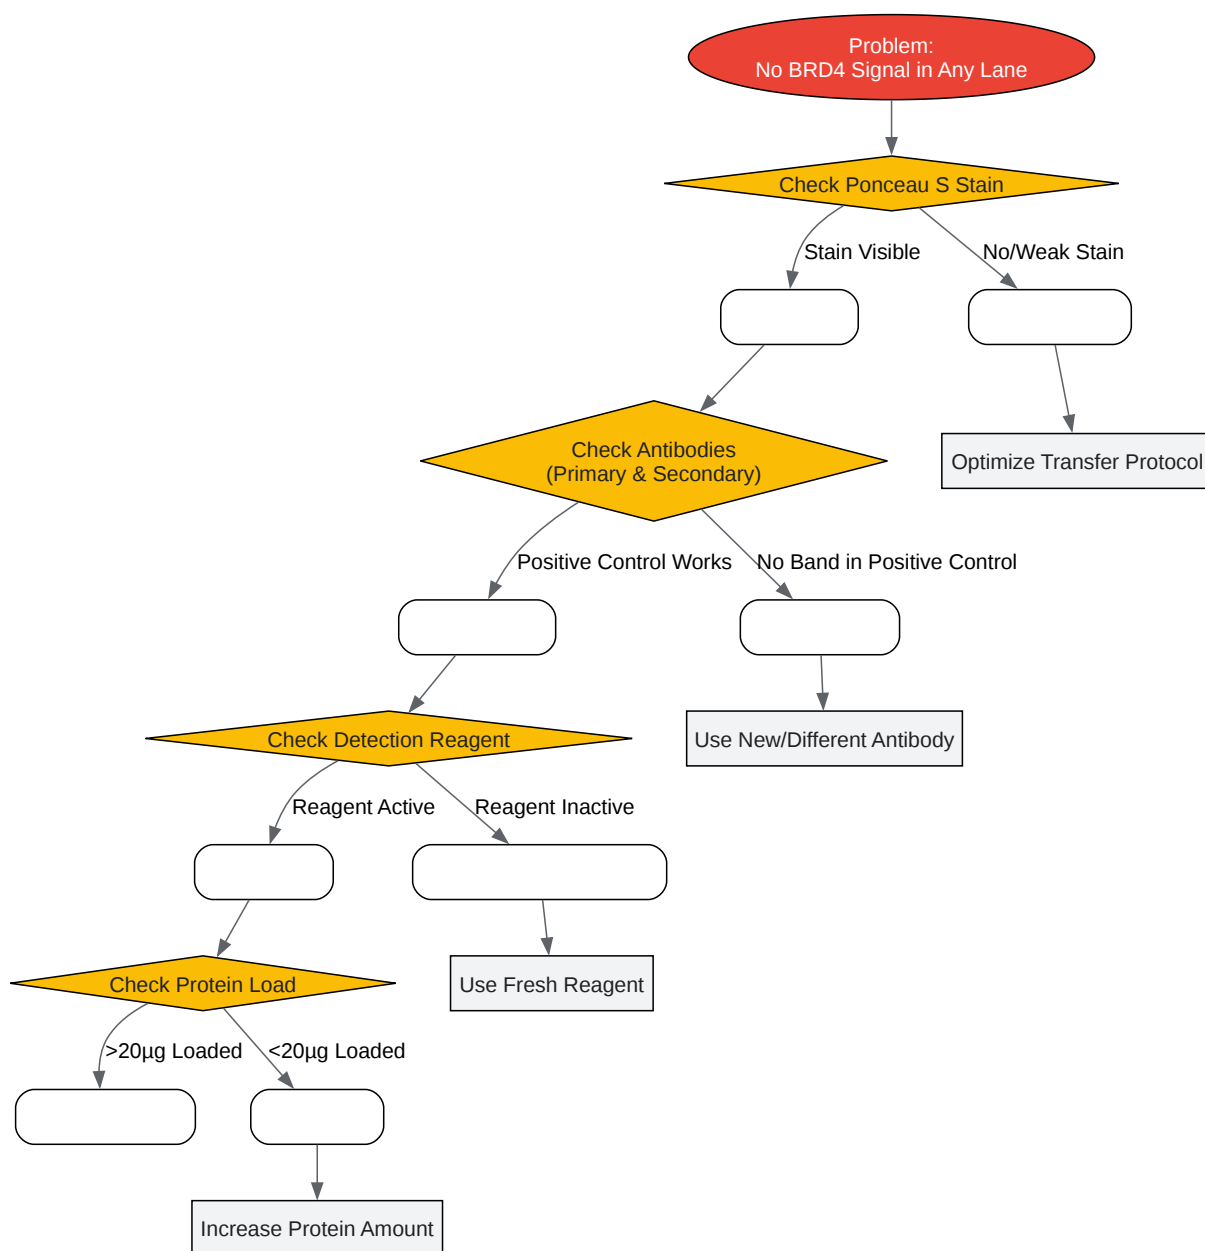 Problem:
No BRD4 Signal in Any Lane
Check Ponceau S Stain
Stain Visible
No/Weak Stain
Check Antibodies
(Primary & Secondary)
Optimize Transfer Protocol
Positive Control Works
No Band in Positive Control
Check Detection Reagent
Use New/Different Antibody
Reagent Active
Reagent Inactive
Check Protein Load
Use Fresh Reagent
>20µg Loaded
<20µg Loaded
Increase Protein Amount